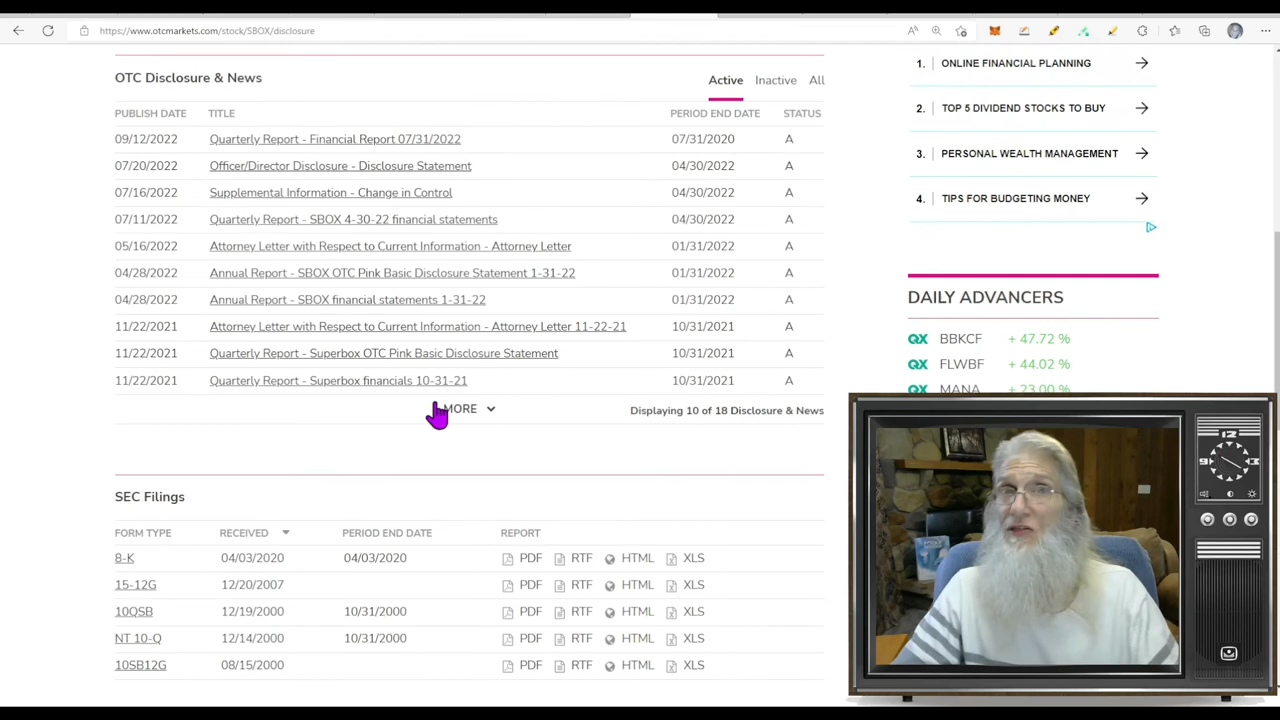 https://www.otcmarkets.com/stock/SBOX/disclosure
OTC Disclosure & News
Active Inactive All
PUBLISH DATE TITLE PERIOD END DATE STATUS
09/12/2022 Quarterly Report - Financial Report 07/31/2022 07/31/2020 A
07/20/2022 Officer/Director Disclosure - Disclosure Statement 04/30/2022 A
07/16/2022 Supplemental Information - Change in Control 04/30/2022 A
07/11/2022 Quarterly Report - SBOX 4-30-22 financial statements 04/30/2022 A
05/16/2022 Attorney Letter with Respect to Current Information - Attorney Letter 01/31/2022 A
04/28/2022 Annual Report - SBOX OTC Pink Basic Disclosure Statement 1-31-22 01/31/2022 A
04/28/2022 Annual Report - SBOX financial statements 1-31-22 01/31/2022 A
11/22/2021 Attorney Letter with Respect to Current Information - Attorney Letter 11-22-21 10/31/2021 A
11/22/2021 Quarterly Report - Superbox OTC Pink Basic Disclosure Statement 10/31/2021 A
11/22/2021 Quarterly Report - Superbox financials 10-31-21 10/31/2021 A
MORE Displaying 10 of 18 Disclosure & News
SEC Filings
FORM TYPE RECEIVED PERIOD END DATE REPORT
8-K 04/03/2020 04/03/2020 PDF RTF HTML XLS
15-12G 12/20/2007 PDF RTF HTML XLS
10QSB 12/19/2000 10/31/2000 PDF RTF HTML XLS
NT 10-Q 12/14/2000 10/31/2000 PDF RTF HTML XLS
10SB12G 08/15/2000 PDF RTF HTML XLS
1. ONLINE FINANCIAL PLANNING
2. TOP 5 DIVIDEND STOCKS TO BUY
3. PERSONAL WEALTH MANAGEMENT
4. TIPS FOR BUDGETING MONEY
DAILY ADVANCERS
QX BBKCF + 47.72 %
QX FLWBF + 44.02 %
QX MANA + 23.00 %
12
9 3